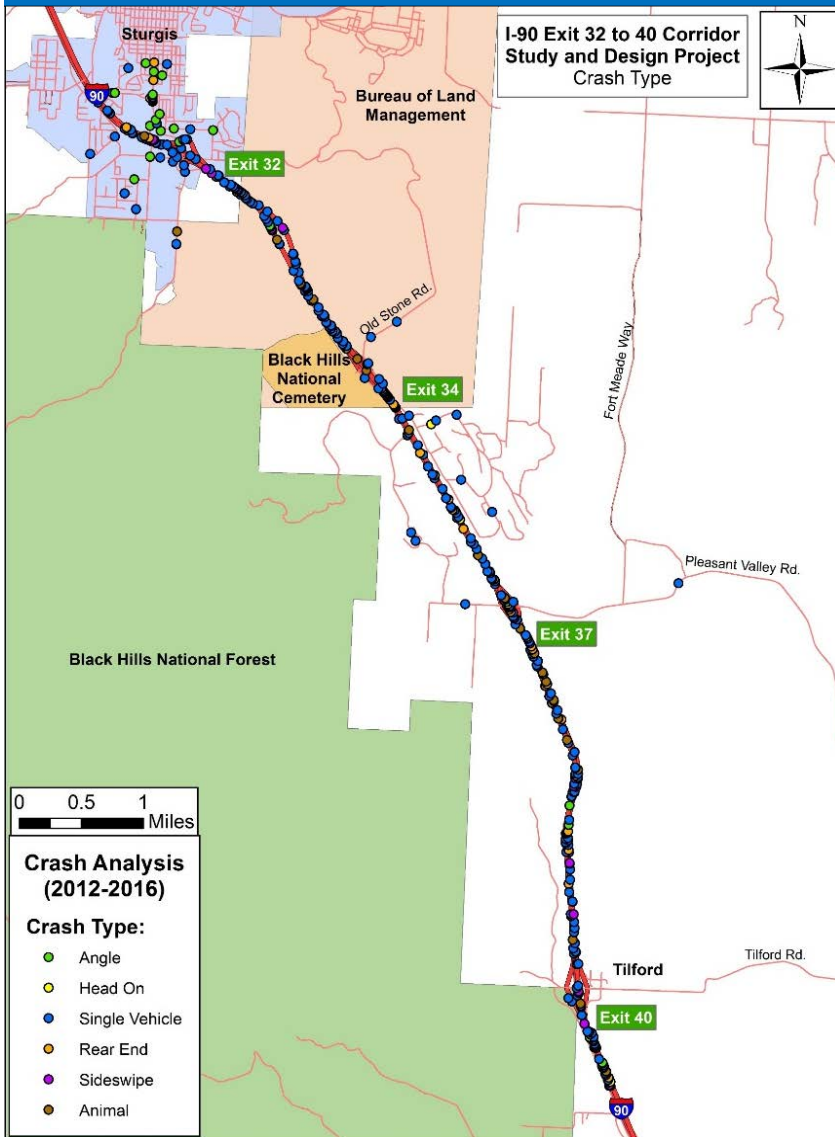 Sturgis
I-90 Exit 32 to 40 Corridor
Study and Design Project
Crash Type
N
90
Bureau of Land
Management
Exit 32
Old Stone Rd.
Black Hills
National
Cemetery
Exit 34
Fort Meade Way
Pleasant Valley Rd.
Exit 37
Black Hills National Forest
0 0.5 1
Miles
Crash Analysis
(2012-2016)
Crash Type:
Angle
Head On
Single Vehicle
Rear End
Sideswipe
Animal
Tilford
Tilford Rd.
Exit 40
90